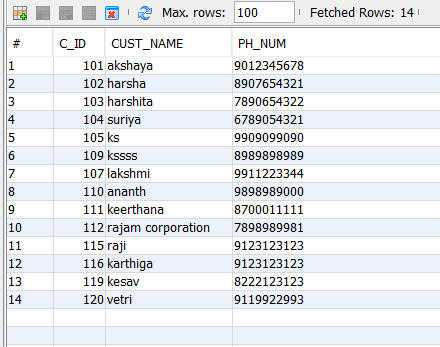 Max. rows: 100 Fetched Rows: 14
# C_ID CUST_NAME PH_NUM
1 101 akshaya 9012345678
2 102 harsha 8907654321
3 103 harshita 7890654322
4 104 suriya 6789054321
5 105 ks 9909099090
6 109 kssss 8989898989
7 107 lakshmi 9911223344
8 110 ananth 9898989000
9 111 keerthana 8700011111
10 112 rajam corporation 7898989981
11 115 raji 9123123123
12 116 karthiga 9123123123
13 119 kesav 8222123123
14 120 vetri 9119922993